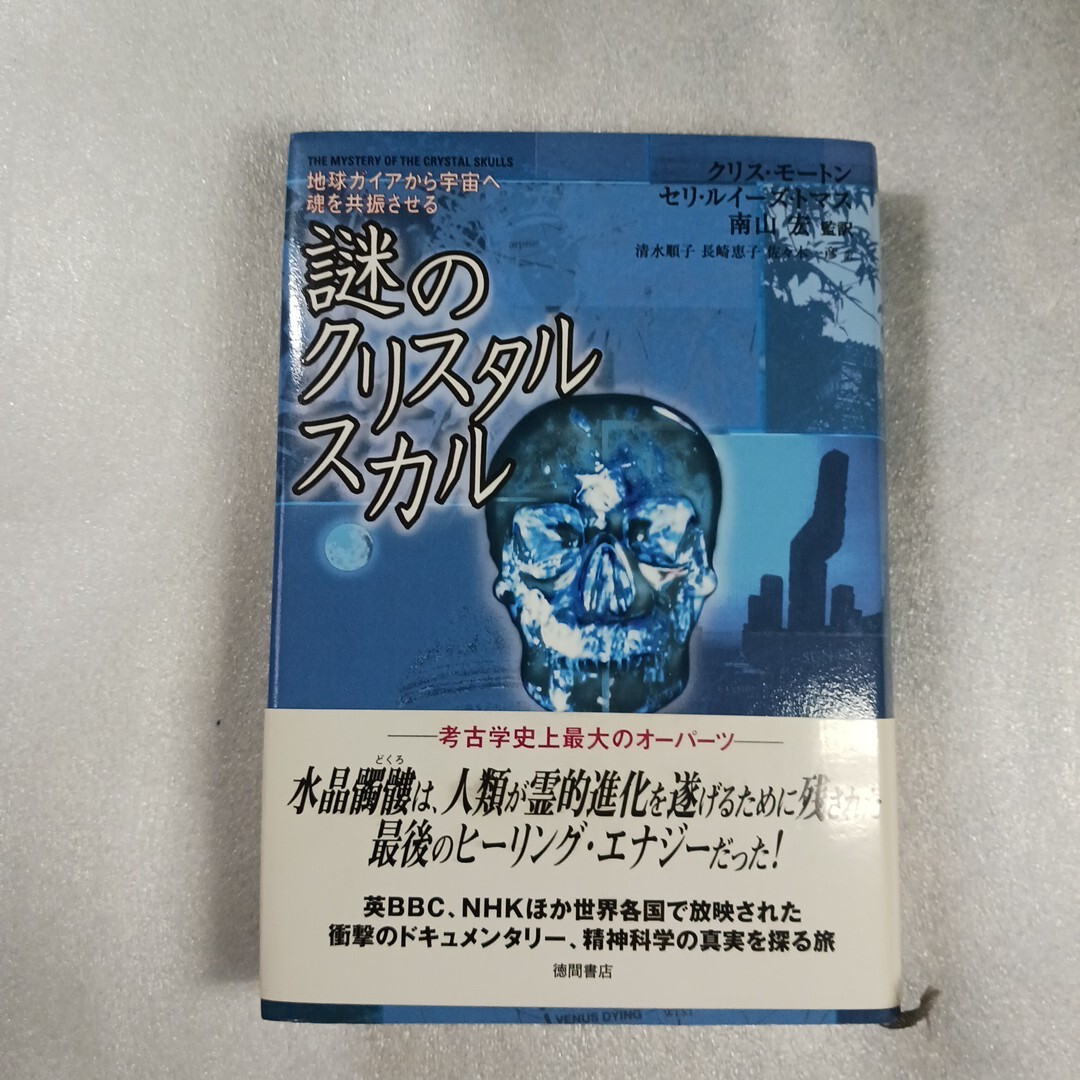 THE MYSTERY OF THE CRYSTAL SKULLS
地球ガイアから宇宙へ
魂を共振させる
謎の
クリスタル
スカル
クリス・モートン
セリ・ルイーズ・トマス
南山 宏 監訳
清水順子 長崎恵子 佐々木 彦
考古学史上最大のオーパーツ
どくろ
水晶髑髏は、人類が霊的進化を遂げるために残された
最後のヒーリング・エナジーだった!
英BBC、NHKほか世界各国で放映された
衝撃のドキュメンタリー、精神科学の真実を探る旅
徳間書店
VENUS DYING